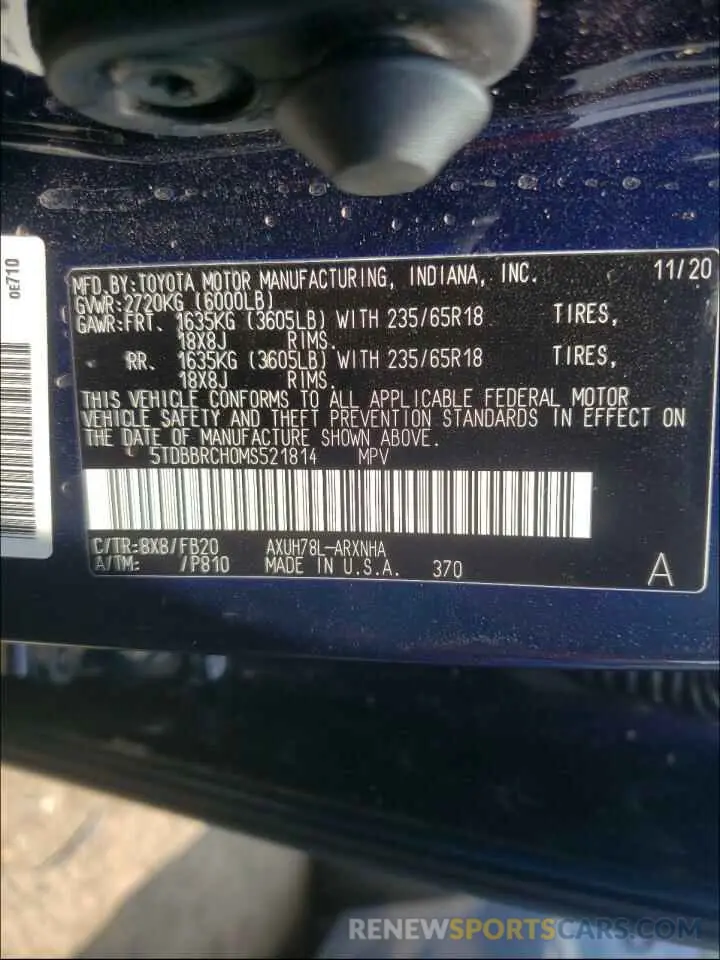 0E710
MFD.BY:TOYOTA MOTOR MANUFACTURING, INDIANA, INC. 11/20
GVWR:2720KG (6000LB)
GAWR:FRT. 1635KG (3605LB) WITH 235/65R18 TIRES,
18X8J RIMS.
RR. 1635KG (3605LB) WITH 235/65R18 TIRES,
18X8J RIMS.
THIS VEHICLE CONFORMS TO ALL APPLICABLE FEDERAL MOTOR
VEHICLE SAFETY AND THEFT PREVENTION STANDARDS IN EFFECT ON
THE DATE OF MANUFACTURE SHOWN ABOVE.
5TDBBRCH0MS521814 MPV
C/TR:8X8/FB20 AXUH78L-ARXNHA
A/TM: /P810 MADE IN U.S.A. 370 A
RENEWSPORTSCARS.COM